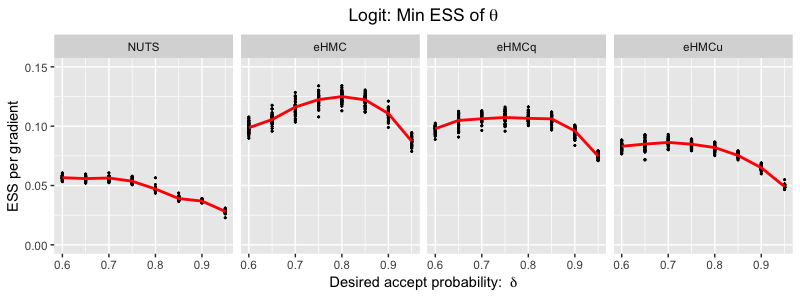 Logit: Min ESS of θ
NUTS eHMC eHMCq eHMCu
ESS per gradient
0.15
0.10
0.05
0.00
0.6 0.7 0.8 0.9 0.6 0.7 0.8 0.9 0.6 0.7 0.8 0.9 0.6 0.7 0.8 0.9
Desired accept probability: δ